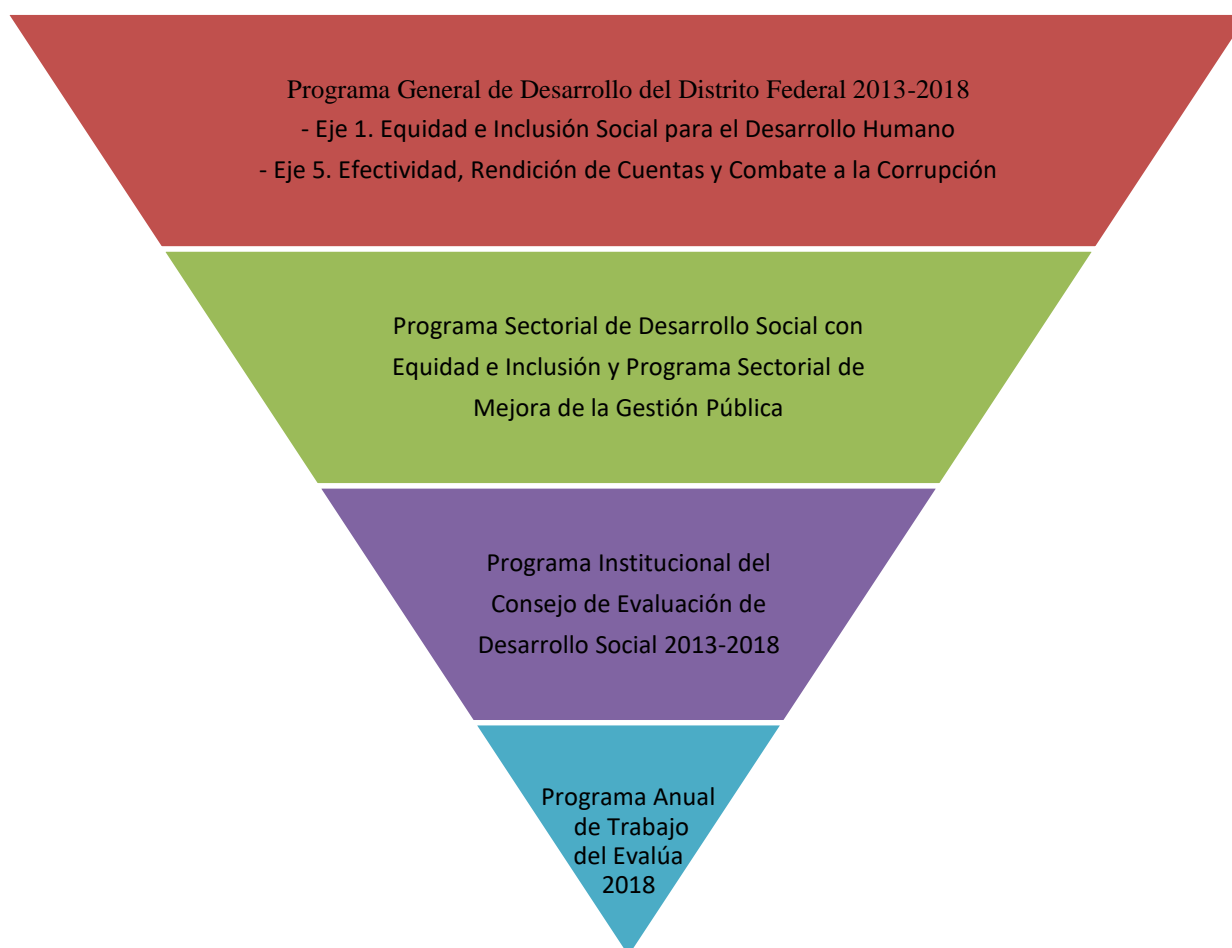 Programa General de Desarrollo del Distrito Federal 2013-2018
- Eje 1. Equidad e Inclusión Social para el Desarrollo Humano
- Eje 5. Efectividad, Rendición de Cuentas y Combate a la Corrupción
Programa Sectorial de Desarrollo Social con
Equidad e Inclusión y Programa Sectorial de
Mejora de la Gestión Pública
Programa Institucional del
Consejo de Evaluación de
Desarrollo Social 2013-2018
Programa Anual
de Trabajo
del Evalúa
2018